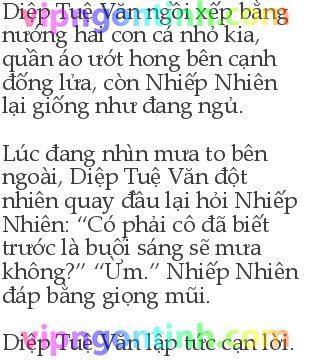 Diệp Tuệ Văn ngồi xếp bằng
nướng hai con cá nhỏ kia,
quần áo ướt hong bên cạnh
đống lửa, còn Nhiếp Nhiên
lại giống như đang ngủ.
Lúc đang nhìn mưa to bên
ngoài, Diệp Tuệ Văn đột
nhiên quay đầu lại hỏi Nhiếp
Nhiên: “Có phải cô đã biết
trước là buổi sáng sẽ mưa
không?” “Ừm.” Nhiếp Nhiên
đáp bằng giọng mũi.
Diệp Tuệ Văn lập tức cạn lời.
vipngontinh.com
vipngontinh.com